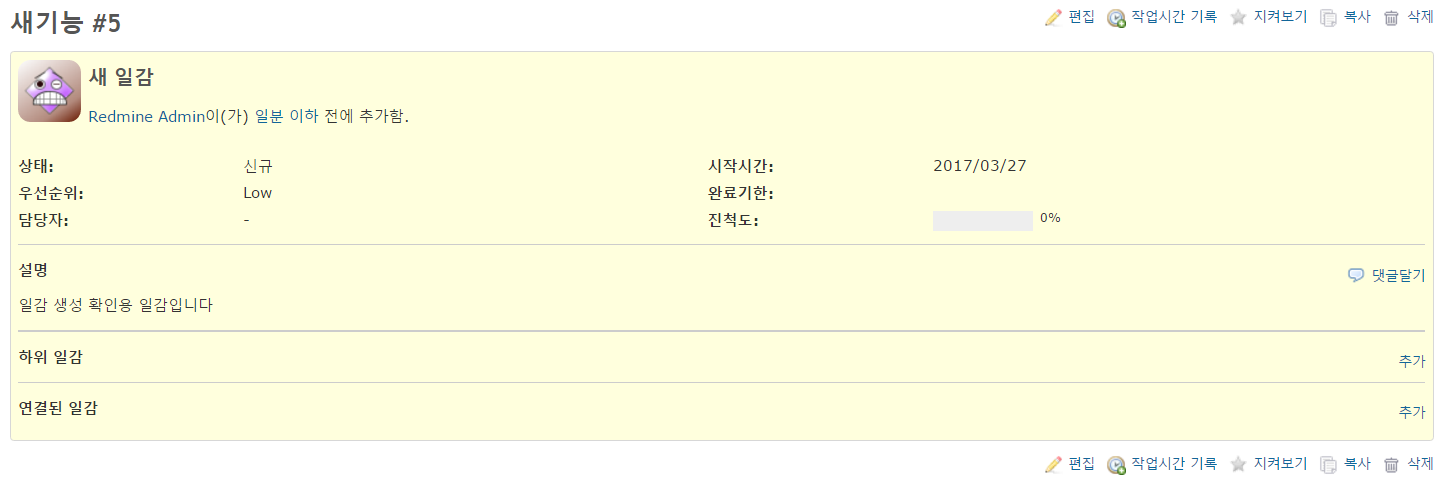 새기능 #5
편집 작업시간 기록 지켜보기 복사 삭제
새 일감
Redmine Admin이(가) 일분 이하 전에 추가함.
상태: 신규 시작시간: 2017/03/27
우선순위: Low 완료기한:
담당자: - 진척도: 0%
설명 댓글달기
일감 생성 확인용 일감입니다
하위 일감 추가
연결된 일감 추가
편집 작업시간 기록 지켜보기 복사 삭제